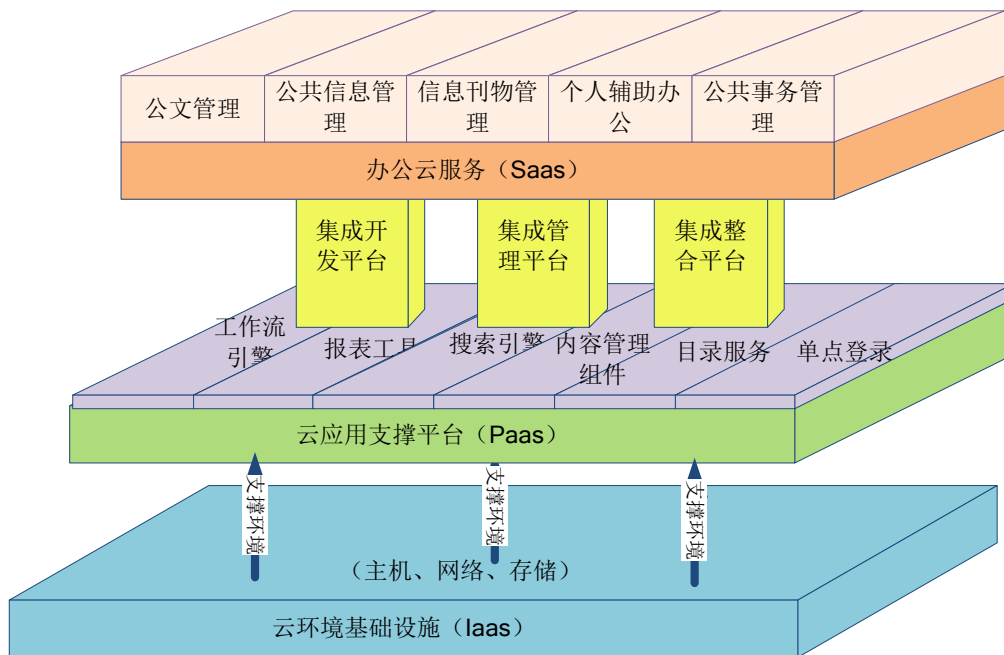 公文管理
公共信息管
理
信息刊物管
理
个人辅助办
公
公共事务管
理
办公云服务（Saas）
集成开
发平台
集成管
理平台
集成整
合平台
工作流
引擎
报表工具
搜索引擎
内容管理
组件
目录服务
单点登录
云应用支撑平台（Paas）
支撑环境
支撑环境
支撑环境
（主机、网络、存储）
云环境基础设施（Iaas）